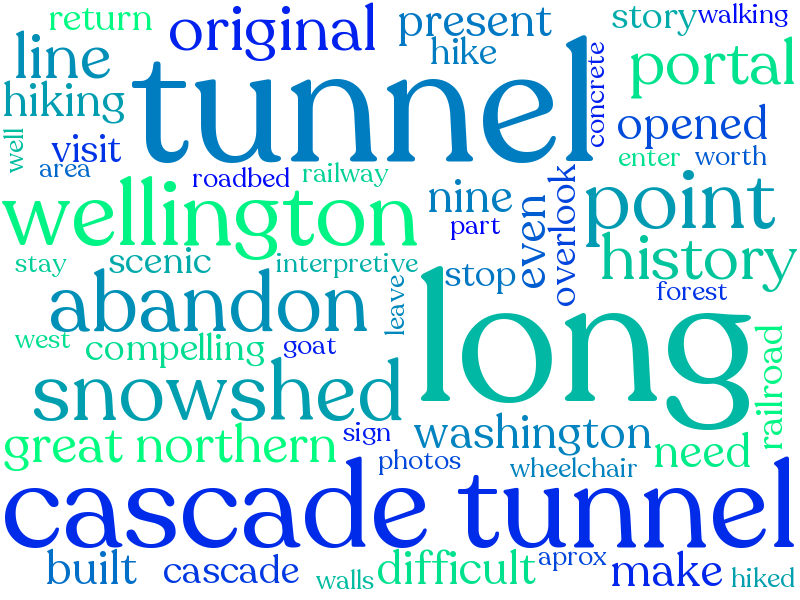 return
original
present
story
walking
line
hike
tunnel
concrete
portal
hiking
well
visit
opened
area
roadbed
railway
enter
worth
wellington
nine
part
even
overlook
point
history
stay
scenic
interpretive
stop
forest
abandon
leave
long
west
compelling
goat
railroad
snowshed
great northern
sign
washington
need
photos
wheelchair
cascade tunnel
built
cascade
walls
difficult
aprox
make
hiked